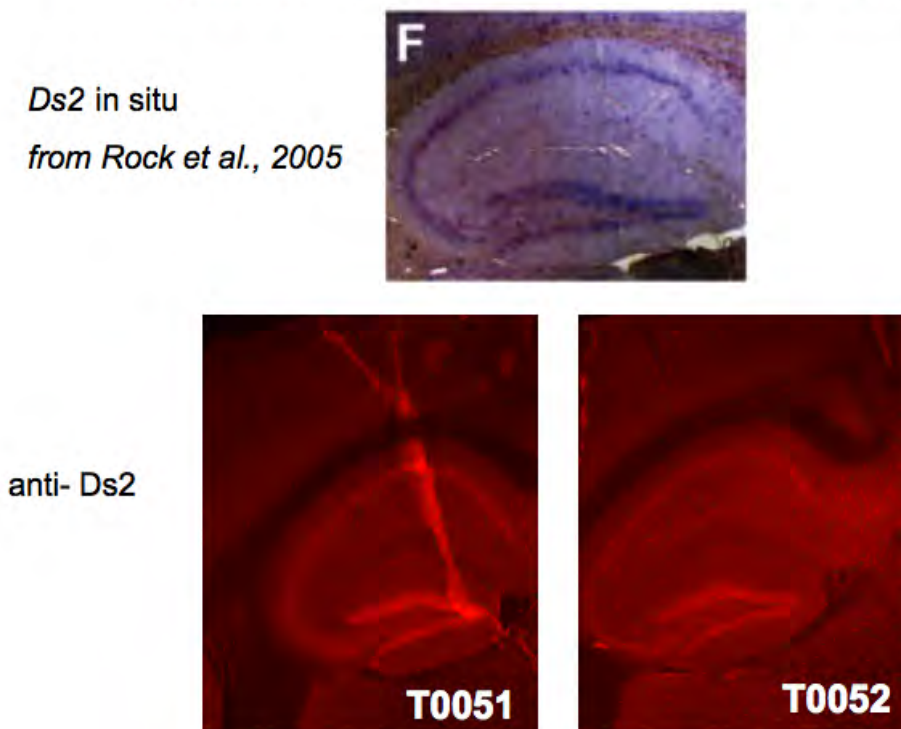 F
Ds2 in situ
from Rock et al., 2005
anti- Ds2
T0051
T0052